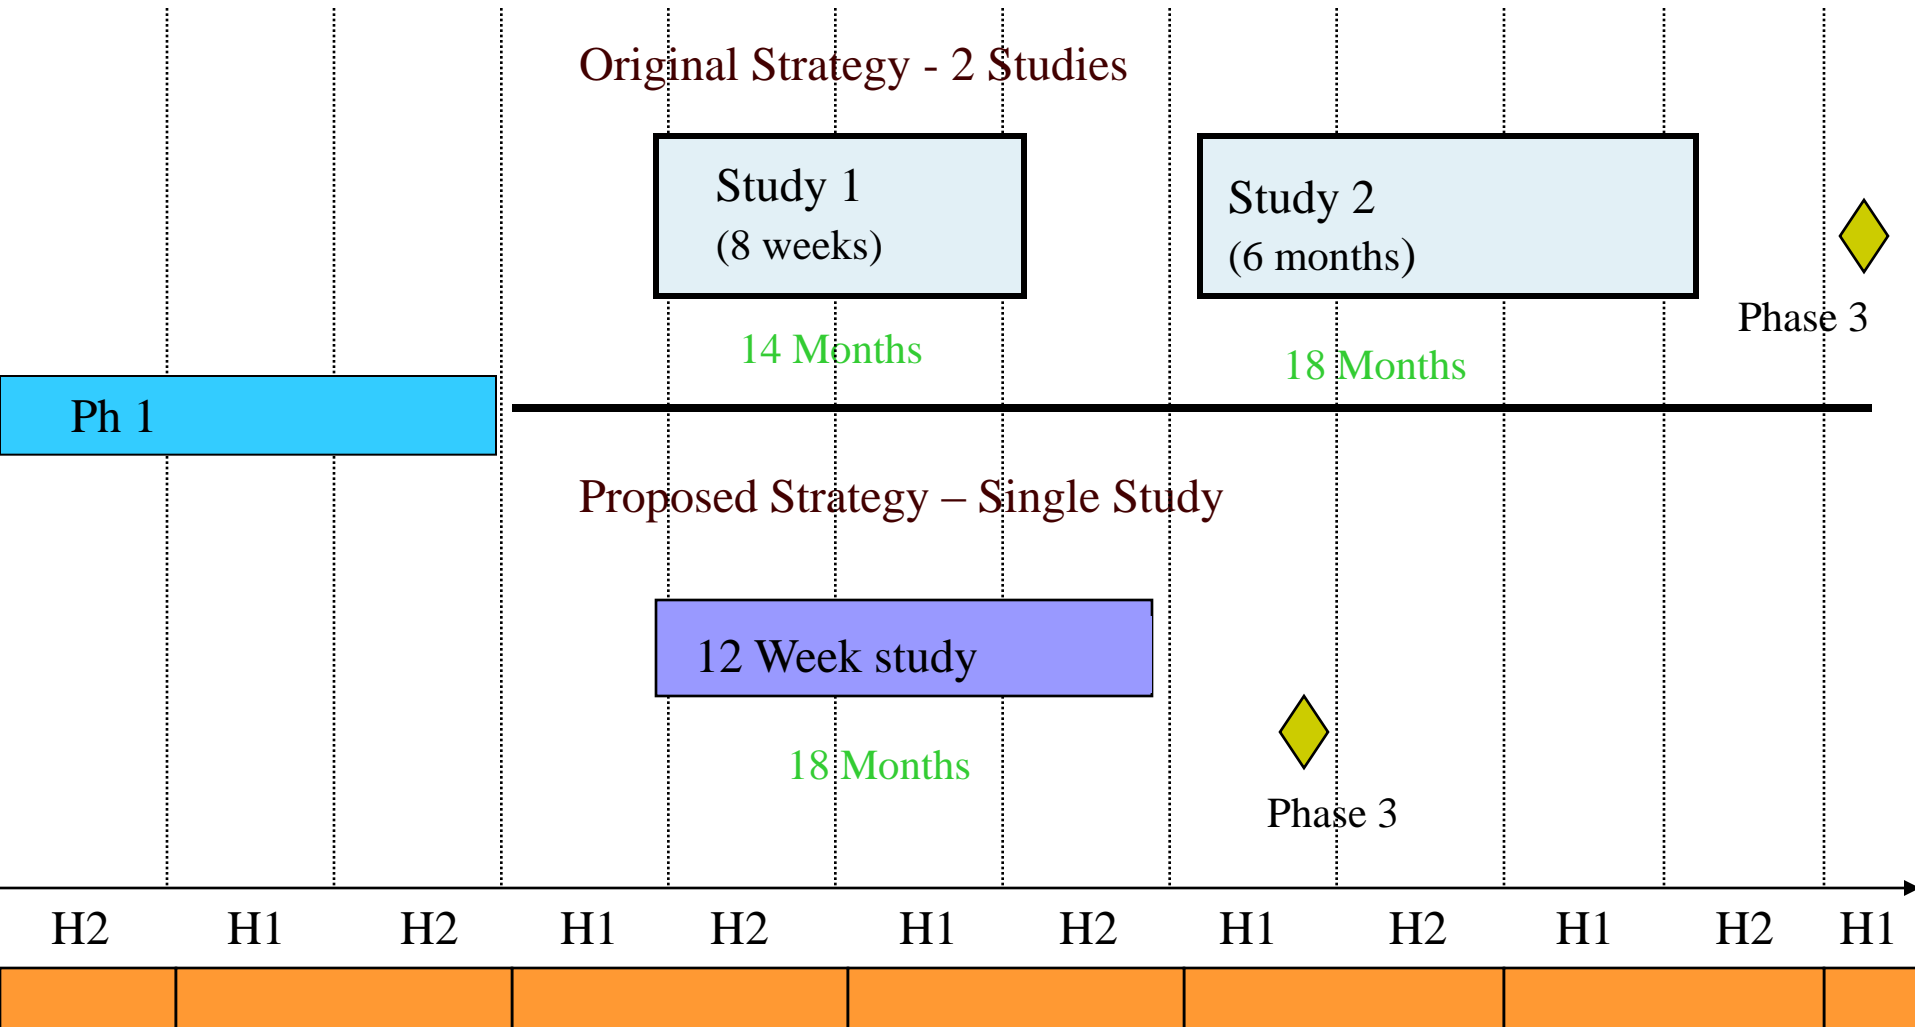 Original Strategy - 2 Studies
Study 1
(8 weeks)
Study 2
(6 months)
Phase 3
14 Months
18 Months
Ph 1
Proposed Strategy – Single Study
12 Week study
18 Months
Phase 3
H2 H1 H2 H1 H2 H1 H2 H1 H2 H1 H2 H1